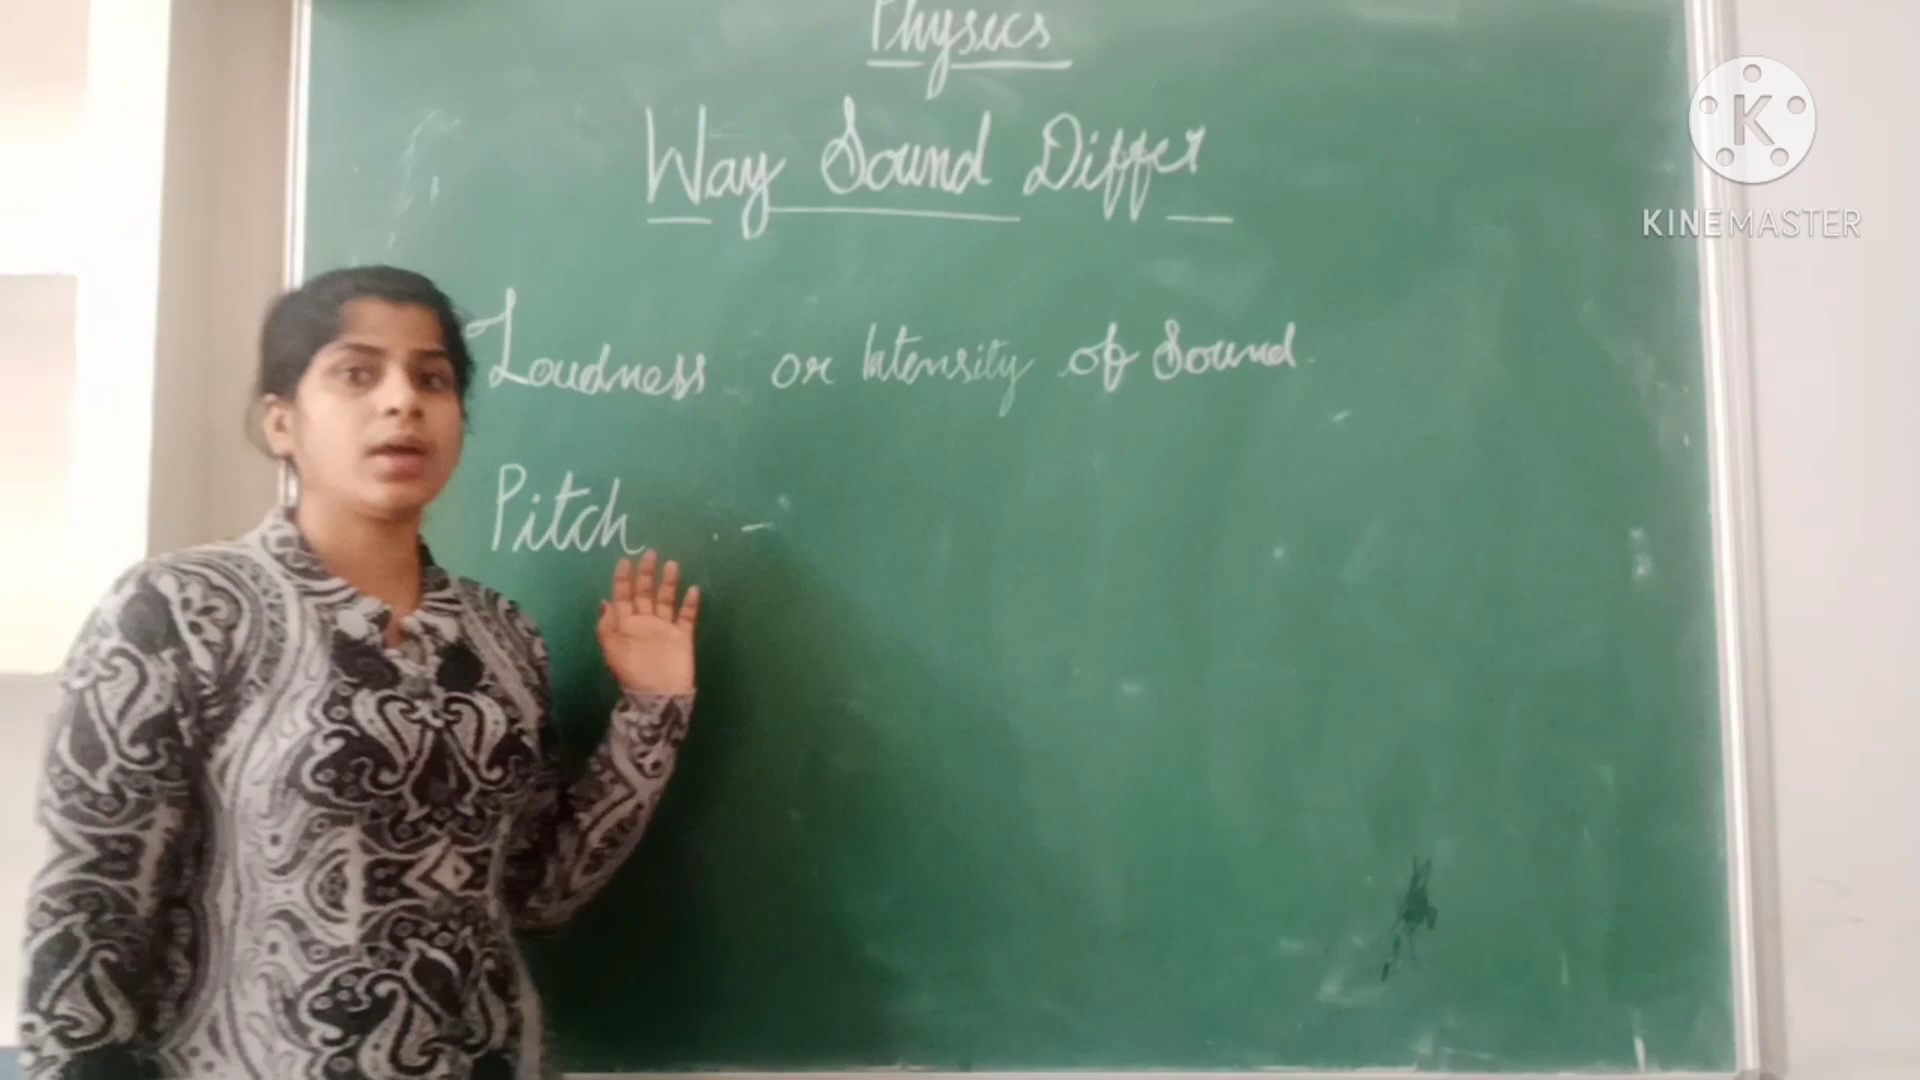 Physics
Way Sound Differ
Loudness or Intensity of Sound.
Pitch -
K
KINEMASTER